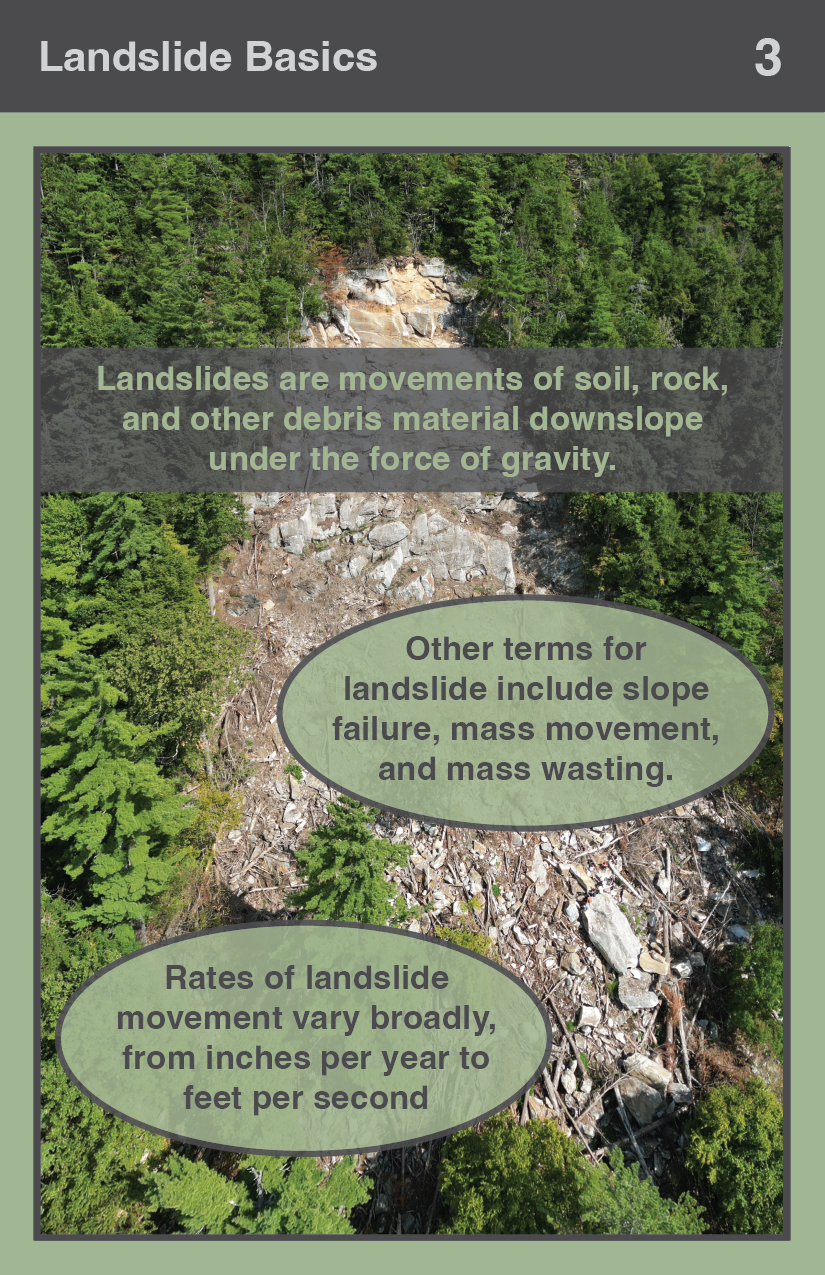 Landslide Basics 3
Landslides are movements of soil, rock,
and other debris material downslope
under the force of gravity.
Other terms for
landslide include slope
failure, mass movement,
and mass wasting.
Rates of landslide
movement vary broadly,
from inches per year to
feet per second